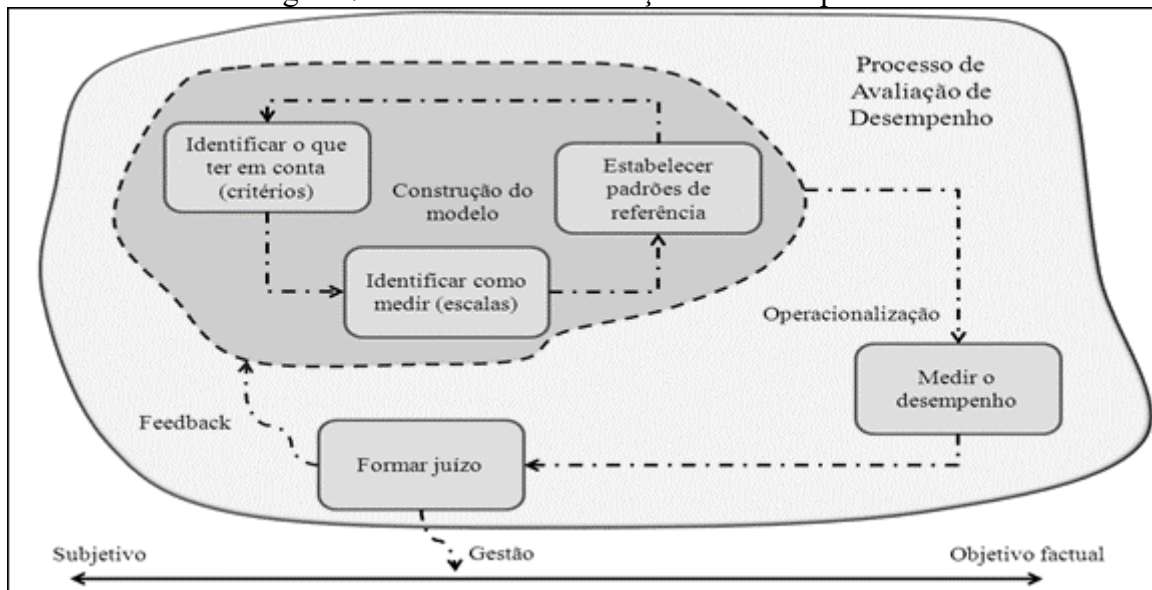 Processo de
Avaliação de
Desempenho
Identificar o que
ter em conta
(critérios)
Construção do
modelo
Estabelecer
padrões de
referência
Identificar como
medir (escalas)
Operacionalização
Medir o
desempenho
Feedback
Formar juízo
Gestão
Subjetivo
Objetivo factual